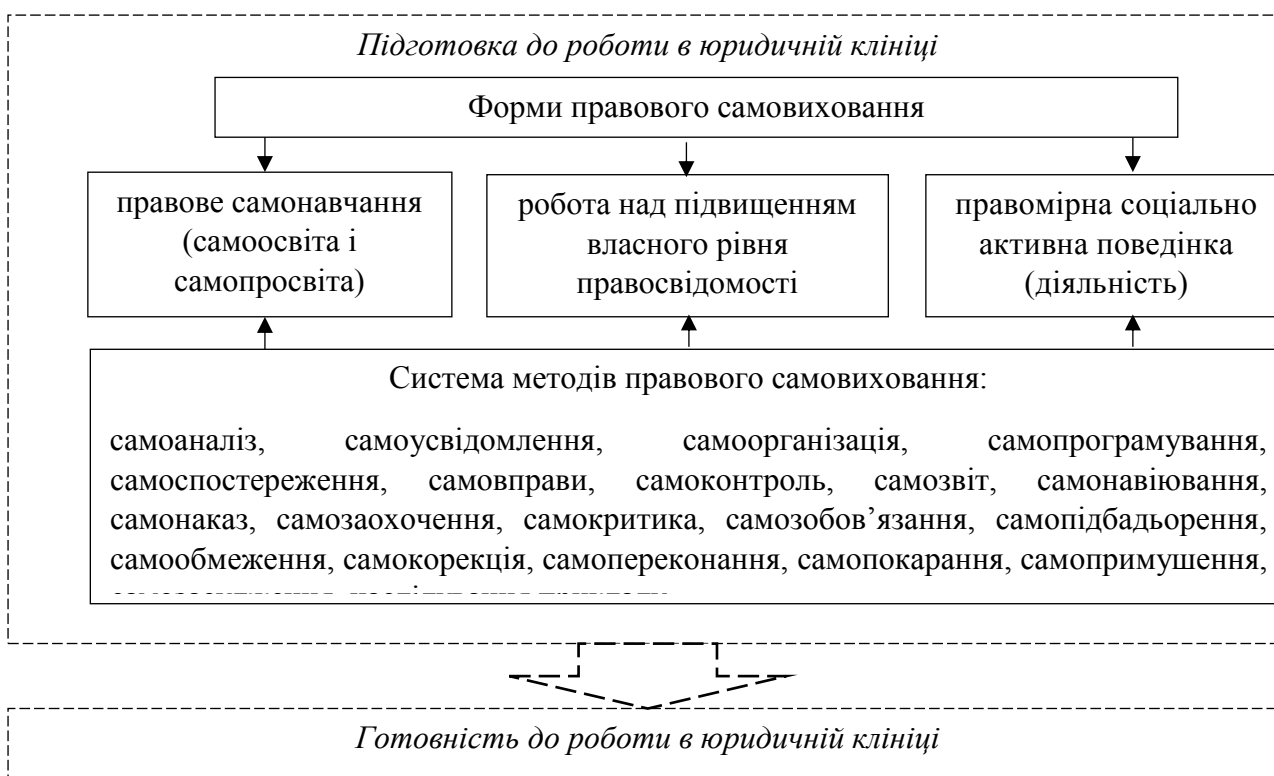 Підготовка до роботи в юридичній клініці
Форми правового самовиховання
правове самонавчання
(самоосвіта і
самопросвіта)
робота над підвищенням
власного рівня
правосвідомості
правомірна соціально
активна поведінка
(діяльність)
Система методів правового самовиховання:
самоаналіз, самоусвідомлення, самоорганізація, самопрограмування,
самоспостереження, самовправи, самоконтроль, самозвіт, самонавіювання,
самонаказ, самозаохочення, самокритика, самозобов’язання, самопідбадьорення,
самообмеження, самокорекція, самопереконання, самопокарання, самопримушення,
Готовність до роботи в юридичній клініці